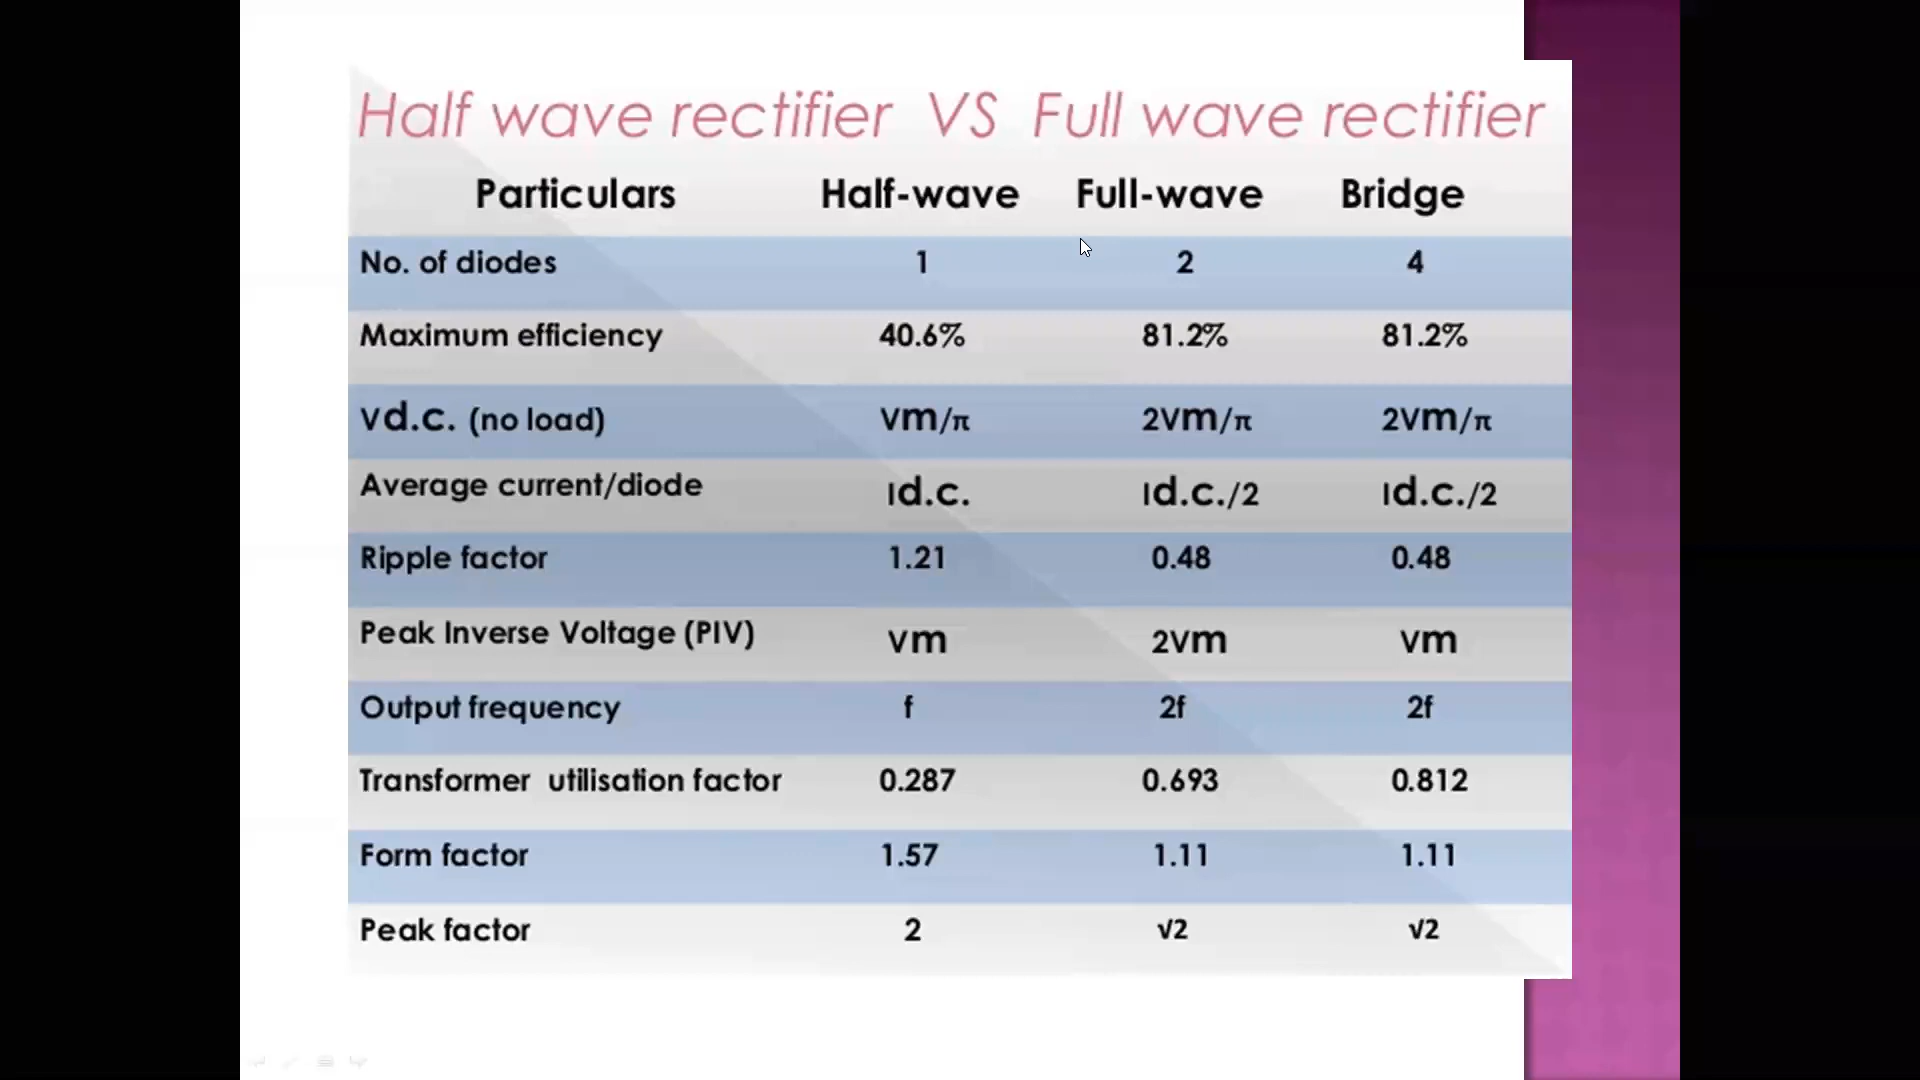 Half wave rectifier VS Full wave rectifier
Particulars Half-wave Full-wave Bridge
No. of diodes 1 2 4
Maximum efficiency 40.6% 81.2% 81.2%
Vd.c. (no load) Vm/π 2Vm/π 2Vm/π
Average current/diode Id.c. Id.c./2 Id.c./2
Ripple factor 1.21 0.48 0.48
Peak Inverse Voltage (PIV) Vm 2Vm Vm
Output frequency f 2f 2f
Transformer utilisation factor 0.287 0.693 0.812
Form factor 1.57 1.11 1.11
Peak factor 2 √2 √2